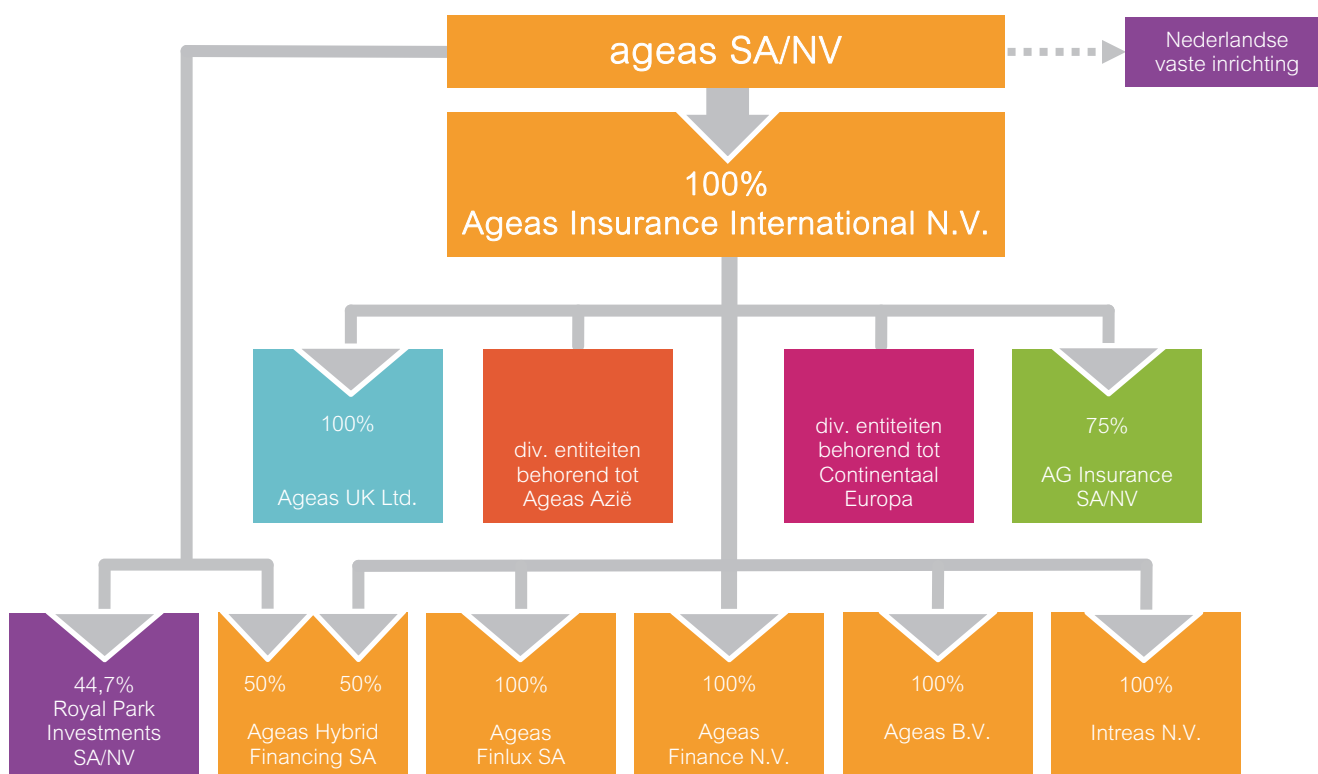 ageas SA/NV
Nederlandse
vaste inrichting
100%
Ageas Insurance International N.V.
100%
Ageas UK Ltd.
div. entiteiten
behorend tot
Ageas Azië
div. entiteiten
behorend tot
Continentaal
Europa
75%
AG Insurance
SA/NV
44,7%
Royal Park
Investments
SA/NV
50% 50%
Ageas Hybrid
Financing SA
100%
Ageas
Finlux SA
100%
Ageas
Finance N.V.
100%
Ageas B.V.
100%
Intreas N.V.